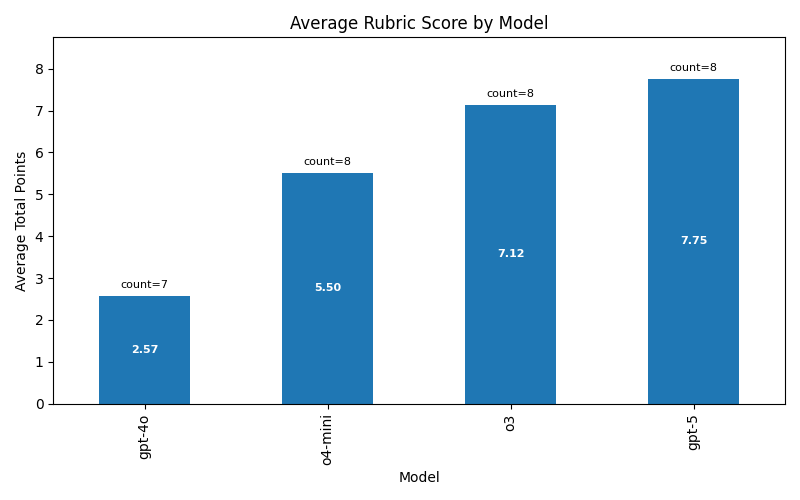 Average Rubric Score by Model
Average Total Points
8
7
6
5
4
3
2
1
0
count=7
2.57
count=8
5.50
count=8
7.12
count=8
7.75
gpt-4o
o4-mini
o3
gpt-5
Model